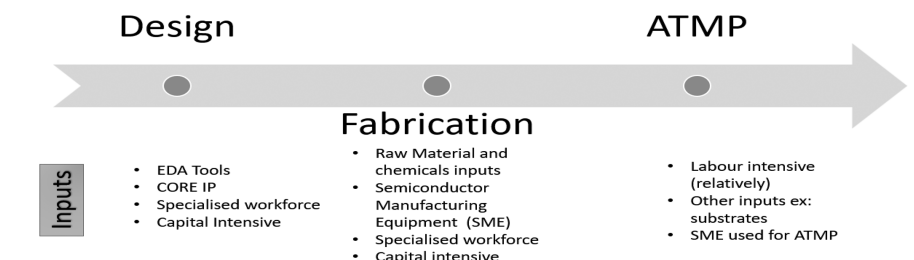 Design
ATMP
Fabrication
Inputs
• EDA Tools
• CORE IP
• Specialised workforce
• Capital Intensive
• Raw Material and
chemicals inputs
• Semiconductor
Manufacturing
Equipment (SME)
• Specialised workforce
• Capital intensive
• Labour intensive
(relatively)
• Other inputs ex:
substrates
• SME used for ATMP